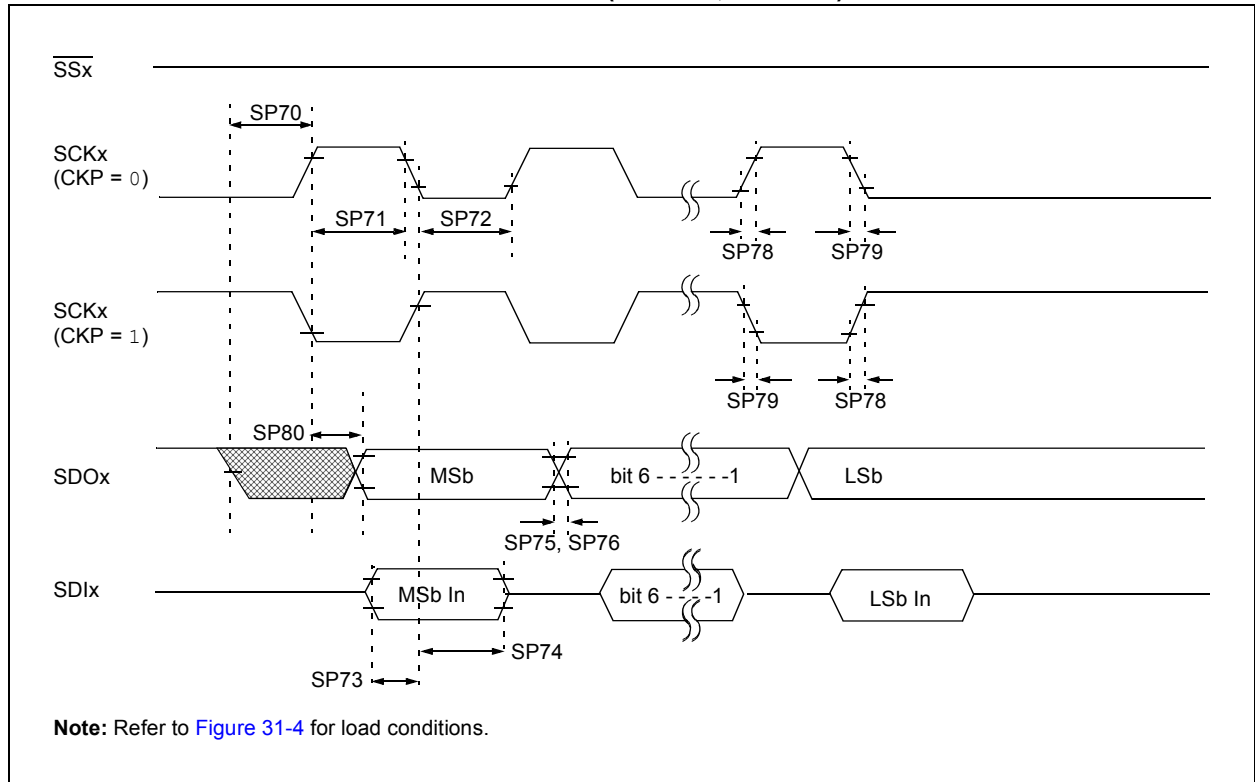 SSx
SP70
SCKx
(CKP = 0)
SP71
SP72
SP78
SP79
SCKx
(CKP = 1)
SP79
SP78
SP80
SDOx
MSb
bit 6 - - - - - -1
LSb
SP75, SP76
SDIx
MSb In
bit 6 - - - - -1
LSb In
SP74
SP73
Note: Refer to Figure 31-4 for load conditions.